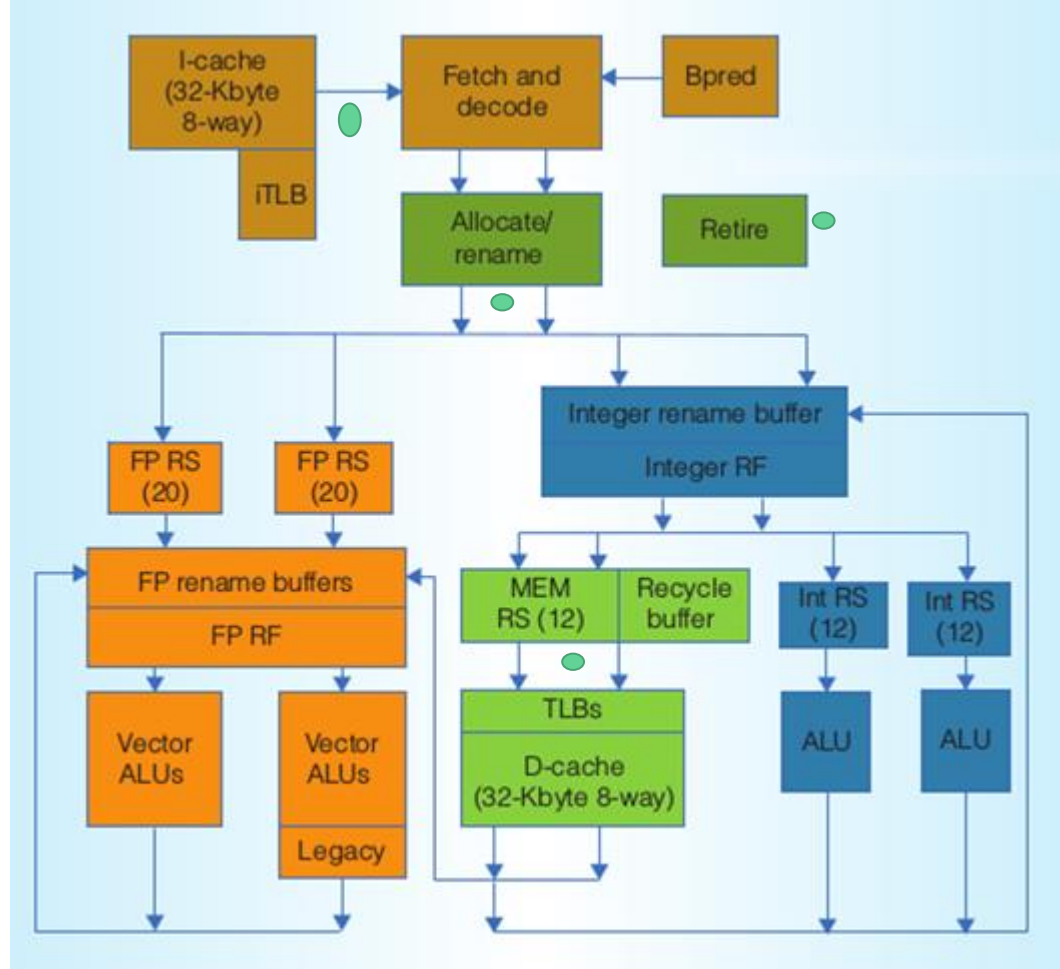 I-cache
(32-Kbyte
8-way)
iTLB
Fetch and
decode
Bpred
Allocate/
rename
Retire
Integer rename buffer
Integer RF
FP RS
(20)
FP RS
(20)
FP rename buffers
FP RF
MEM
RS (12)
Recycle
buffer
Int RS
(12)
Int RS
(12)
Vector
ALUs
Vector
ALUs
Legacy
TLBs
D-cache
(32-Kbyte 8-way)
ALU
ALU